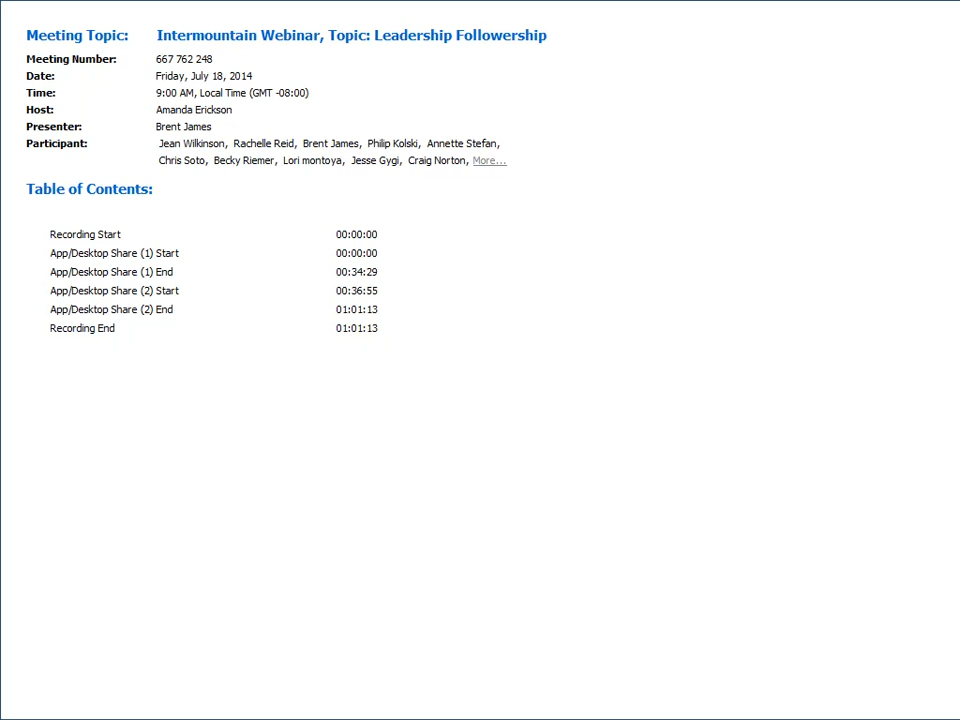 Meeting Topic: Intermountain Webinar, Topic: Leadership Followership
Meeting Number: 667 762 248
Date: Friday, July 18, 2014
Time: 9:00 AM, Local Time (GMT -08:00)
Host: Amanda Erickson
Presenter: Brent James
Participant: Jean Wilkinson, Rachelle Reid, Brent James, Philip Kolski, Annette Stefan,
Chris Soto, Becky Riemer, Lori montoya, Jesse Gygi, Craig Norton, More...
Table of Contents:
Recording Start 00:00:00
App/Desktop Share (1) Start 00:00:00
App/Desktop Share (1) End 00:34:29
App/Desktop Share (2) Start 00:36:55
App/Desktop Share (2) End 01:01:13
Recording End 01:01:13